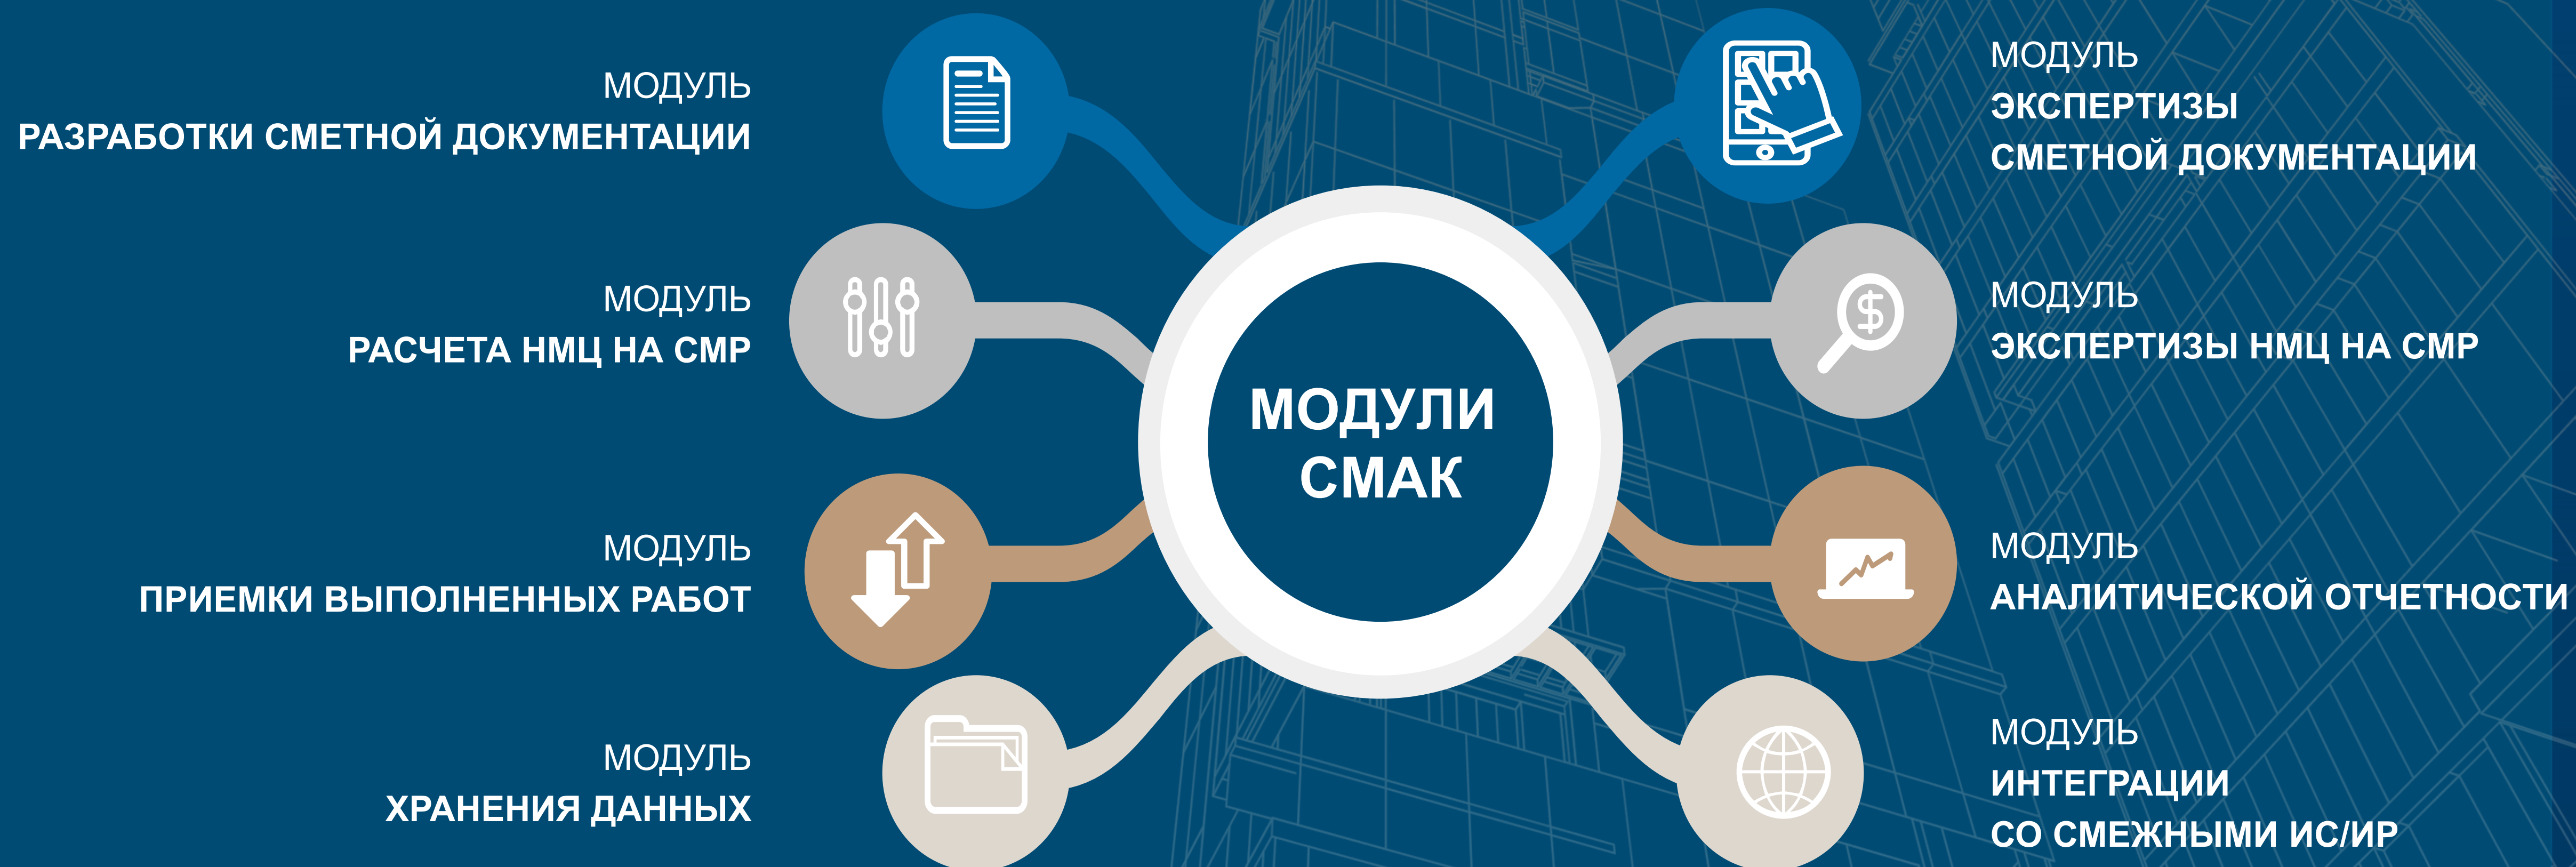 МОДУЛЬ
РАЗРАБОТКИ СМЕТНОЙ ДОКУМЕНТАЦИИ
МОДУЛЬ
РАСЧЕТА НМЦ НА СМР
МОДУЛЬ
ПРИЕМКИ ВЫПОЛНЕННЫХ РАБОТ
МОДУЛЬ
ХРАНЕНИЯ ДАННЫХ
МОДУЛИ
СМАК
МОДУЛЬ
ЭКСПЕРТИЗЫ
СМЕТНОЙ ДОКУМЕНТАЦИИ
$
МОДУЛЬ
ЭКСПЕРТИЗЫ НМЦ НА СМР
МОДУЛЬ
АНАЛИТИЧЕСКОЙ ОТЧЕТНОСТИ
МОДУЛЬ
ИНТЕГРАЦИИ
СО СМЕЖНЫМИ ИС/ИР